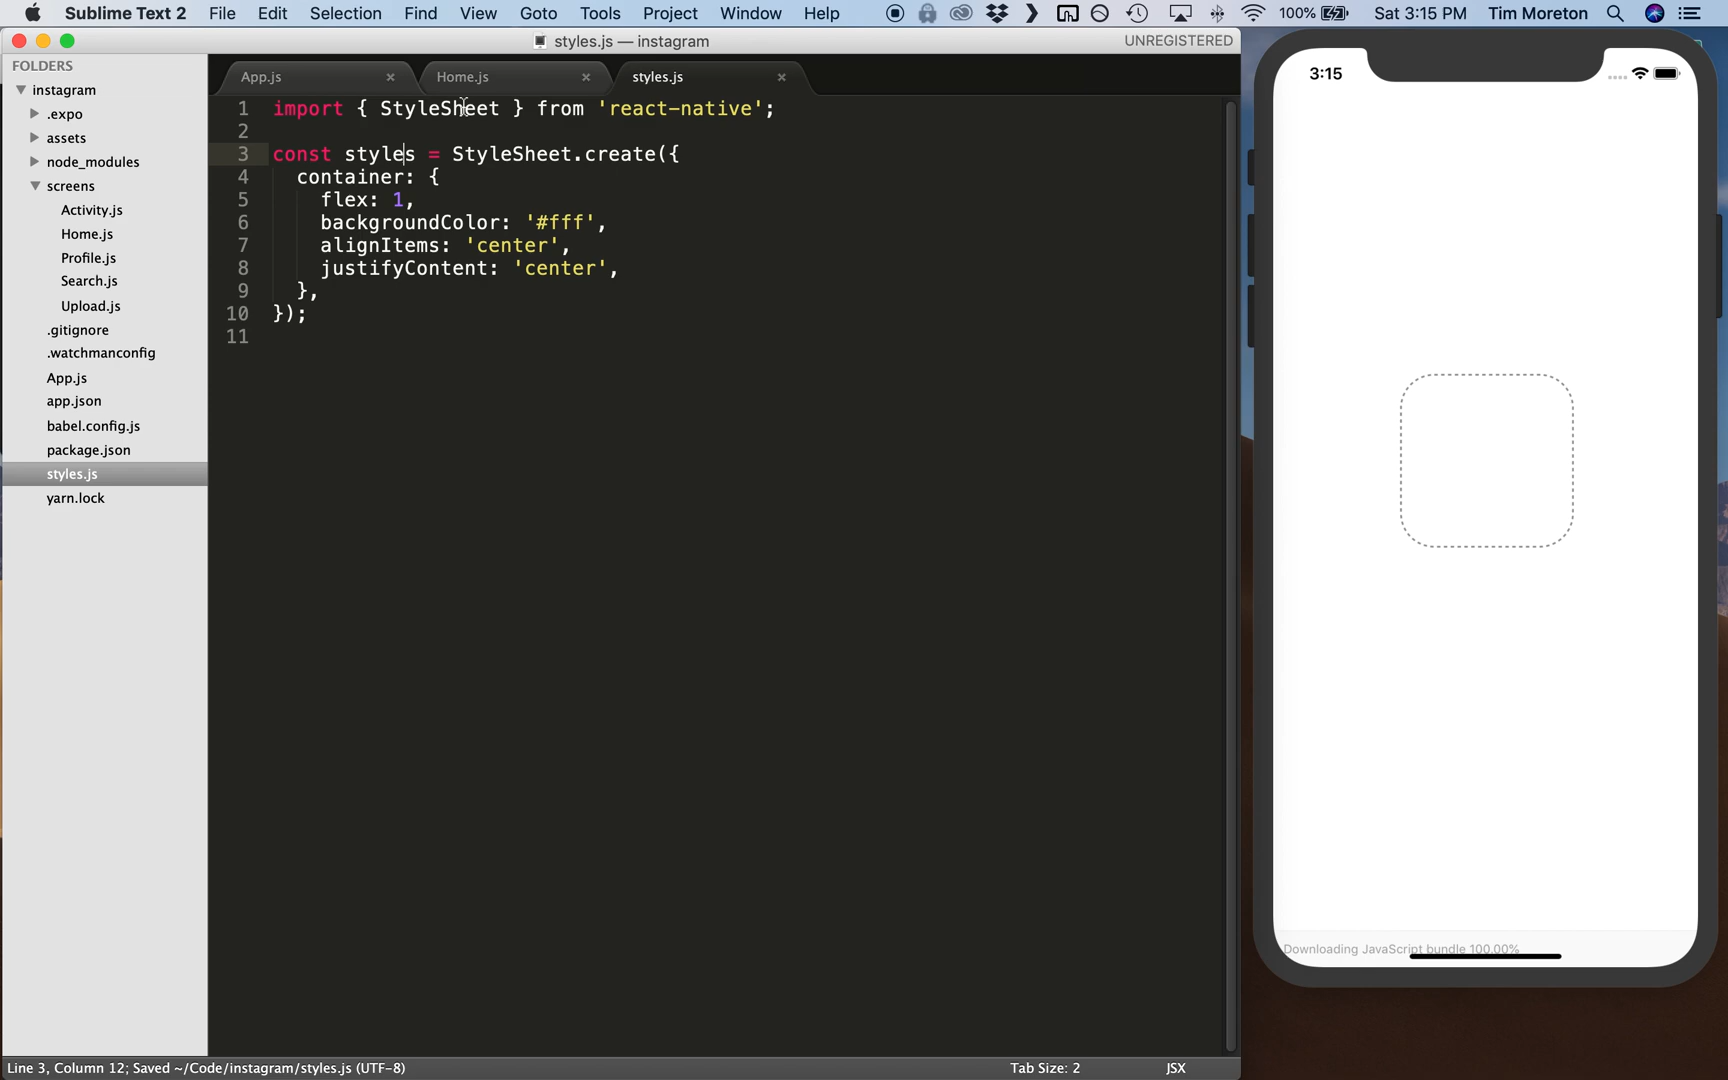 Sublime Text 2 File Edit Selection Find View Goto Tools Project Window Help 100% Sat 3:15 PM Tim Moreton
styles.js — instagram UNREGISTERED
FOLDERS
instagram
.expo
assets
node_modules
screens
Activity.js
Home.js
Profile.js
Search.js
Upload.js
.gitignore
.watchmanconfig
App.js
app.json
babel.config.js
package.json
styles.js
yarn.lock
App.js × Home.js × styles.js ×
1 import { StyleSheet } from 'react-native';
2
3 const styles = StyleSheet.create({
4 container: {
5 flex: 1,
6 backgroundColor: '#fff',
7 alignItems: 'center',
8 justifyContent: 'center',
9 },
10 });
11
Line 3, Column 12; Saved ~/Code/instagram/styles.js (UTF-8) Tab Size: 2 JSX
3:15
Downloading JavaScript bundle 100.00%